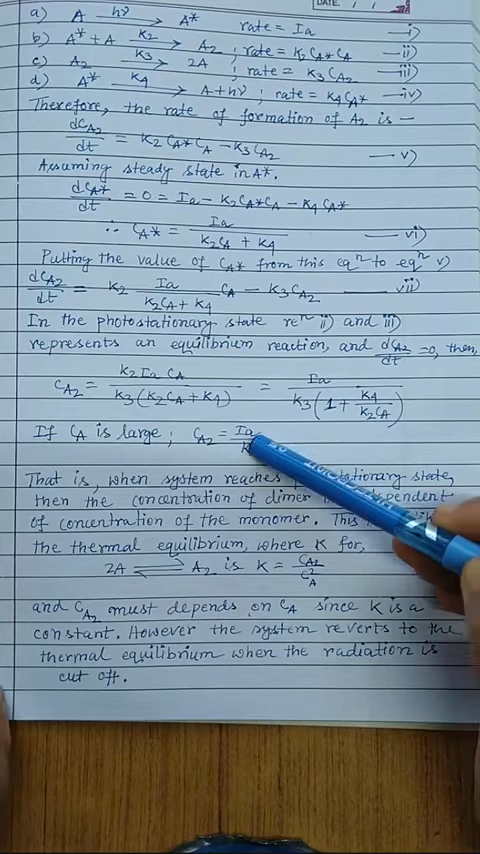 DATE / /
a) A hν→ A* rate = Ia —i)
b) A* + A K2→ A2 ; rate = K2 CA* CA —ii)
c) A2 K3→ 2A ; rate = K3 CA2 —iii)
d) A* K4→ A + hν ; rate = K4 CA* —iv)
Therefore, the rate of formation of A2 is —
dCA2/dt = K2 CA* CA – K3 CA2 —v)
Assuming steady state in A*.
dCA*/dt = 0 = Ia – K2 CA* CA – K4 CA*
∴ CA* = Ia / K2CA + K4 —vi)
Putting the value of CA* from this eqn to eqn v)
dCA2/dt = K2 Ia / K2CA + K4 CA – K3 CA2 —vii)
In the photostationary state ren ii) and iii)
represents an equilibrium reaction, and dCA2/dt = 0, then,
CA2 = K2 Ia CA / K3 (K2 CA + K4) = Ia / K3 (1 + K4 / K2CA)
If CA is large; CA2 = Ia
That is, when system reaches state,
then the concentration of dimer
of concentration of the monomer. This
the thermal equilibrium, where K for,
2A ⇌ A2 is K = CA2 / C²A
and CA2 must depends on CA since K is a
constant. However the system reverts to the
thermal equilibrium when the radiation is
cut off.